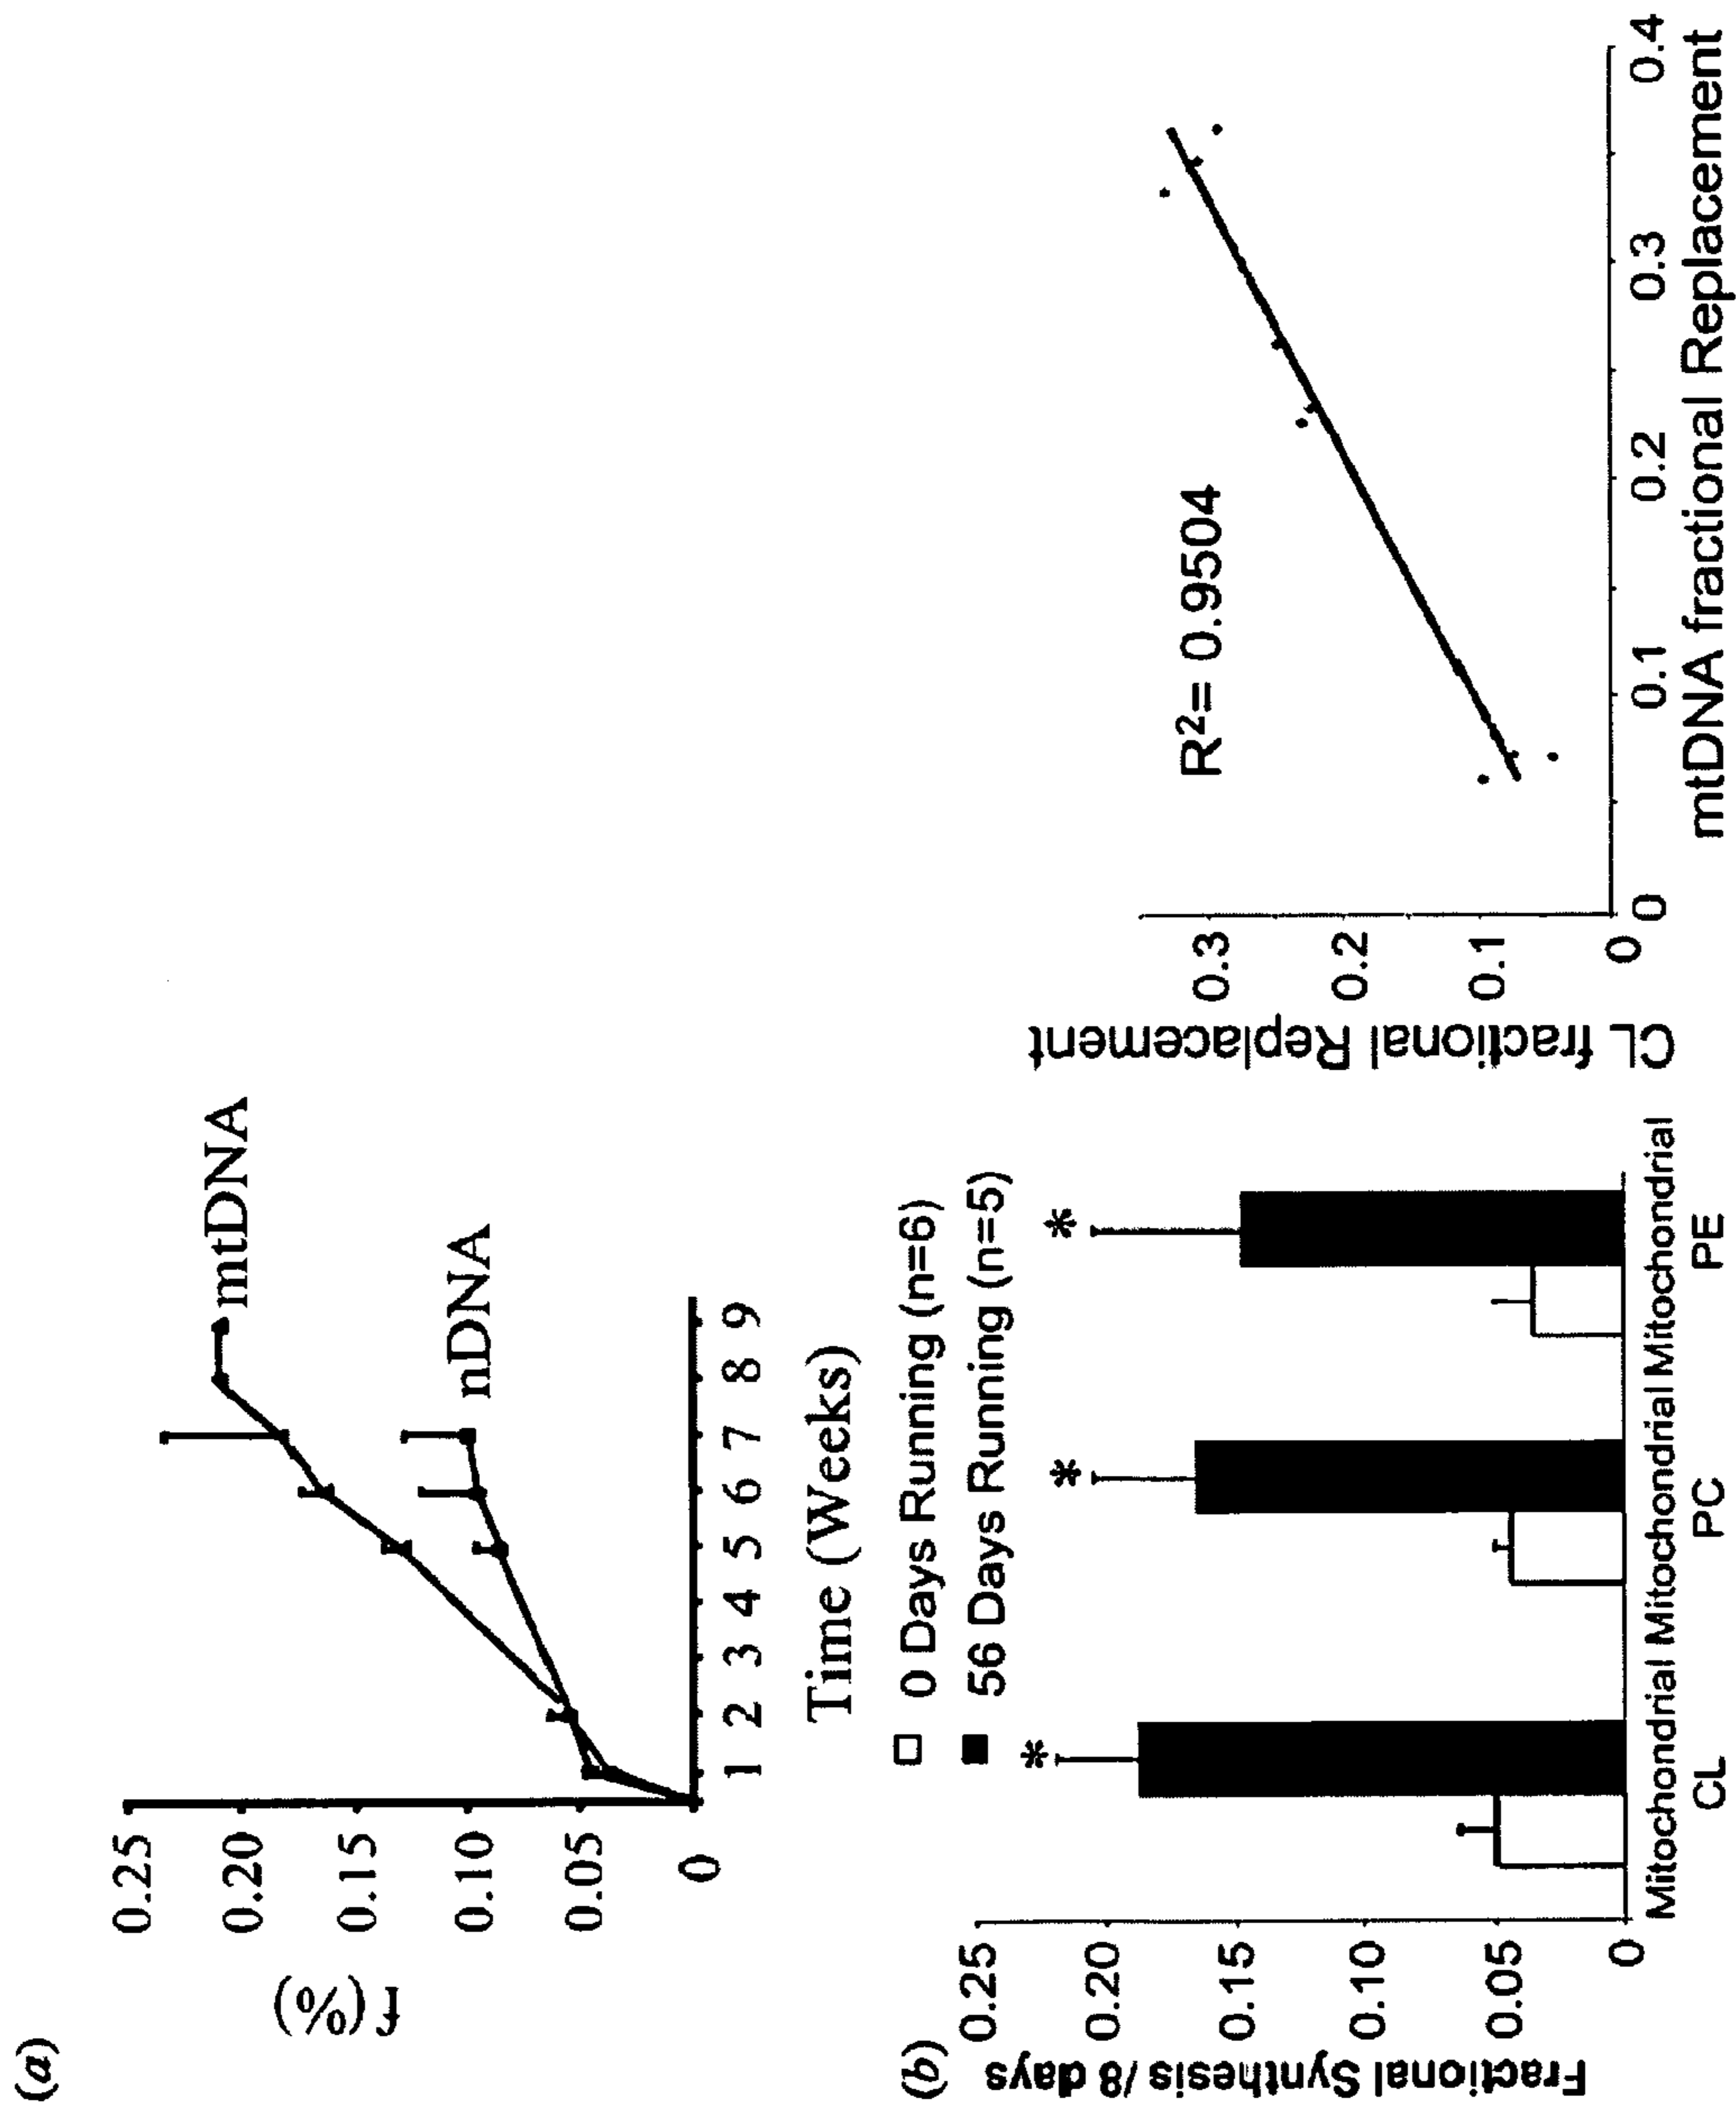 (a)
f(%)
0.25
0.20
0.15
0.10
0.05
0
1 2 3 4 5 6 7 8 9
Time (Weeks)
mtDNA
nDNA
(b)
Fractional Synthesis /8 days
0.25
0.20
0.15
0.10
0.05
0
0 Days Running (n=6)
56 Days Running (n=5)
*
*
*
Mitochondrial Mitochondrial Mitochondrial
CL PC PE
CL fractional Replacement
0.3
0.2
0.1
0
R²= 0.9504
0 0.1 0.2 0.3 0.4
mtDNA fractional Replacement